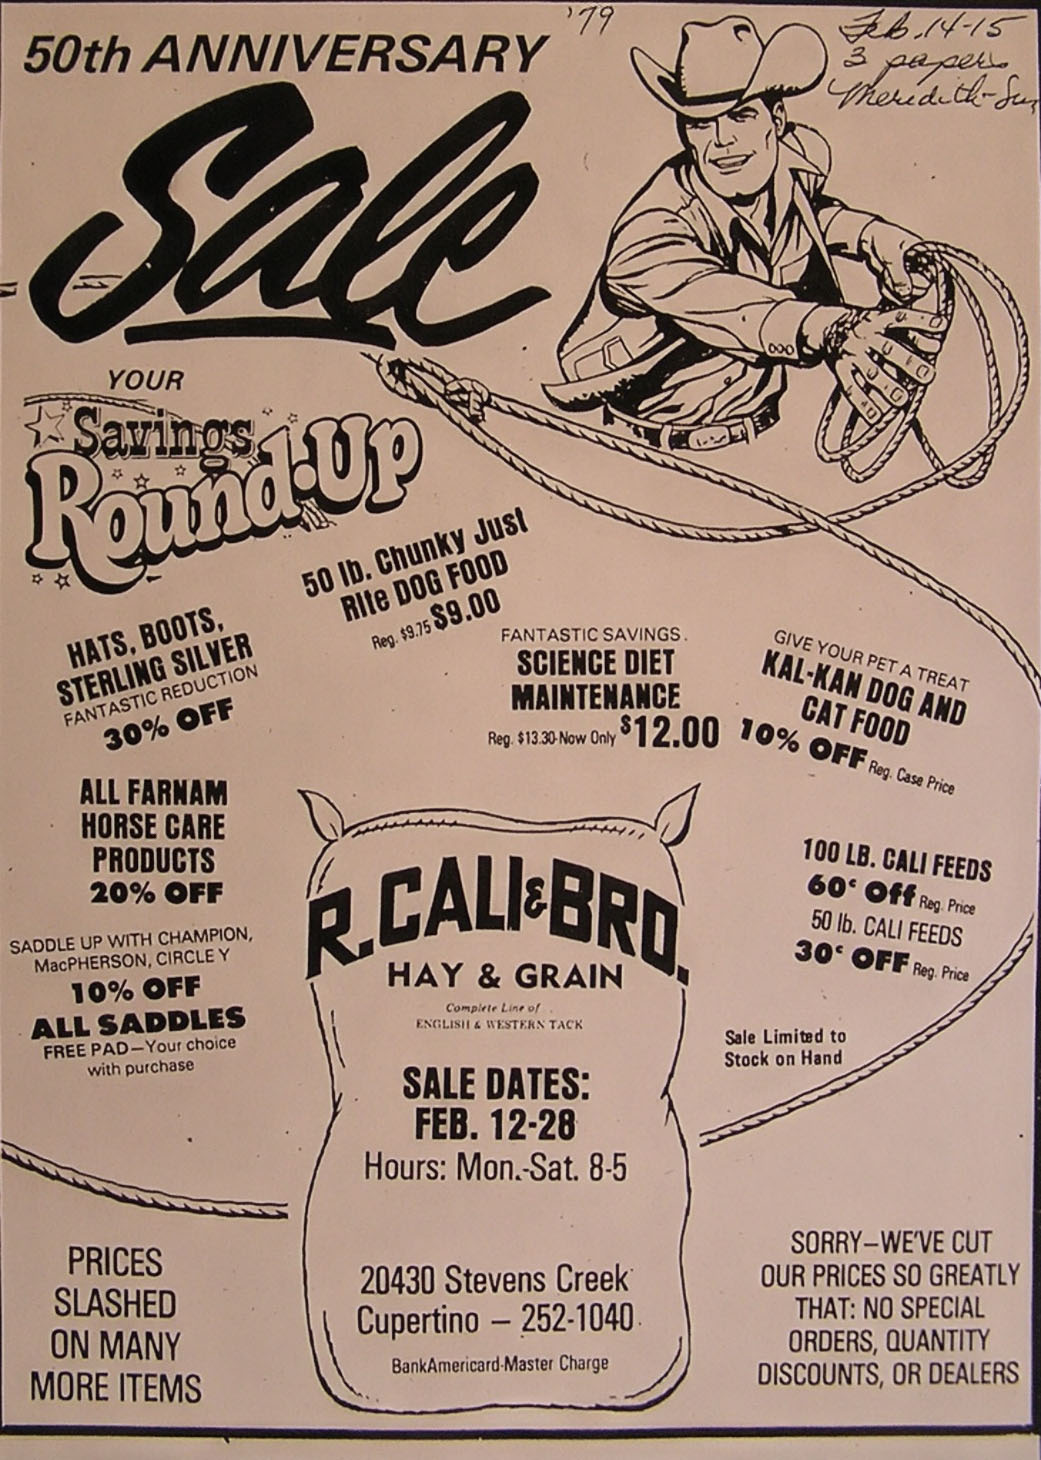 '79
Feb. 14-15
3 papers
Meredith-Sun
50th ANNIVERSARY
Sale
YOUR
Savings
Round-Up
50 lb. Chunky Just
Rite DOG FOOD
Reg. $9.75 $9.00
HATS, BOOTS,
STERLING SILVER
FANTASTIC REDUCTION
30% OFF
FANTASTIC SAVINGS.
SCIENCE DIET
MAINTENANCE
Reg. $13.30-Now Only $12.00
GIVE YOUR PET A TREAT
KAL-KAN DOG AND
CAT FOOD
10% OFF Reg. Case Price
ALL FARNAM
HORSE CARE
PRODUCTS
20% OFF
SADDLE UP WITH CHAMPION,
MacPHERSON, CIRCLE Y
10% OFF
ALL SADDLES
FREE PAD—Your choice
with purchase
100 LB. CALI FEEDS
60¢ Off Reg. Price
50 lb. CALI FEEDS
30¢ OFF Reg. Price
Sale Limited to
Stock on Hand
R. CALI & BRO.
HAY & GRAIN
Complete Line of
ENGLISH & WESTERN TACK
SALE DATES:
FEB. 12-28
Hours: Mon.-Sat. 8-5
20430 Stevens Creek
Cupertino – 252-1040
BankAmericard-Master Charge
PRICES
SLASHED
ON MANY
MORE ITEMS
SORRY—WE'VE CUT
OUR PRICES SO GREATLY
THAT: NO SPECIAL
ORDERS, QUANTITY
DISCOUNTS, OR DEALERS